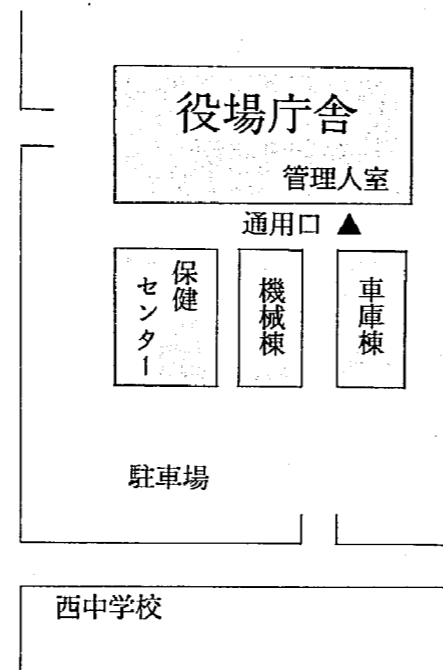 役場庁舎
管理人室
通用口 ▲
保健
センター
機械棟
車庫棟
駐車場
西中学校